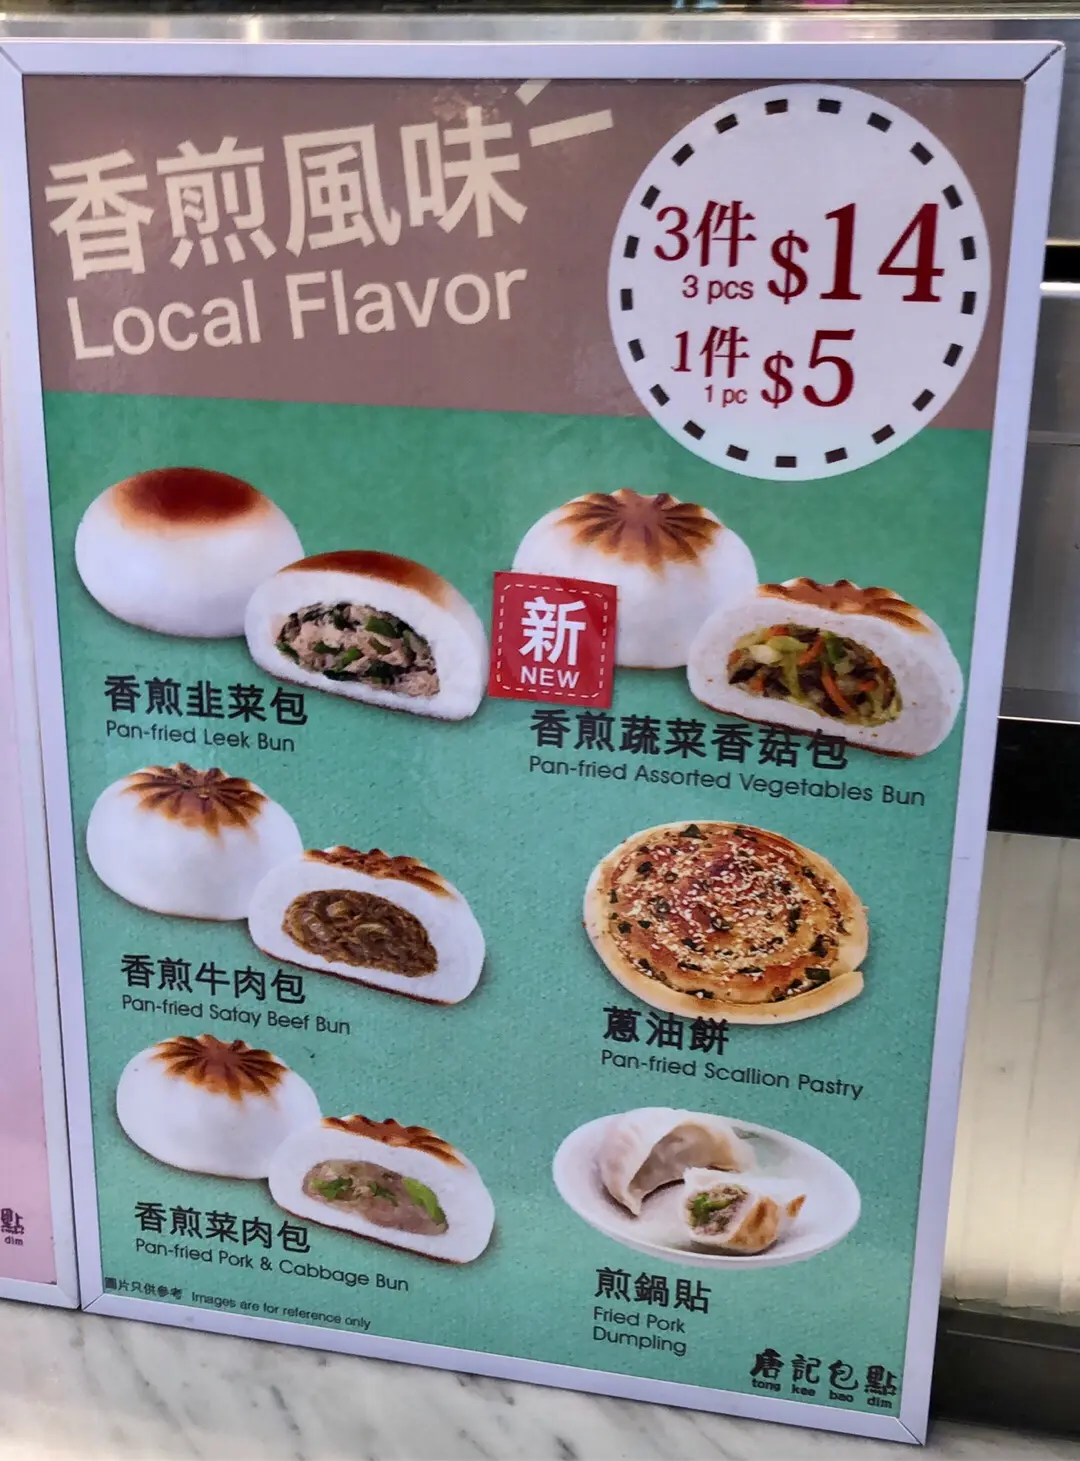 香煎風味
Local Flavor
3件 $14
3 pcs
1件 $5
1 pc
新
NEW
香煎韭菜包
Pan-fried Leek Bun
香煎蔬菜香菇包
Pan-fried Assorted Vegetables Bun
香煎牛肉包
Pan-fried Satay Beef Bun
蔥油餅
Pan-fried Scallion Pastry
香煎菜肉包
Pan-fried Pork & Cabbage Bun
煎鍋貼
Fried Pork
Dumpling
圖片只供參考 Images are for reference only
唐記包點
tong kee bao dim
點
dim